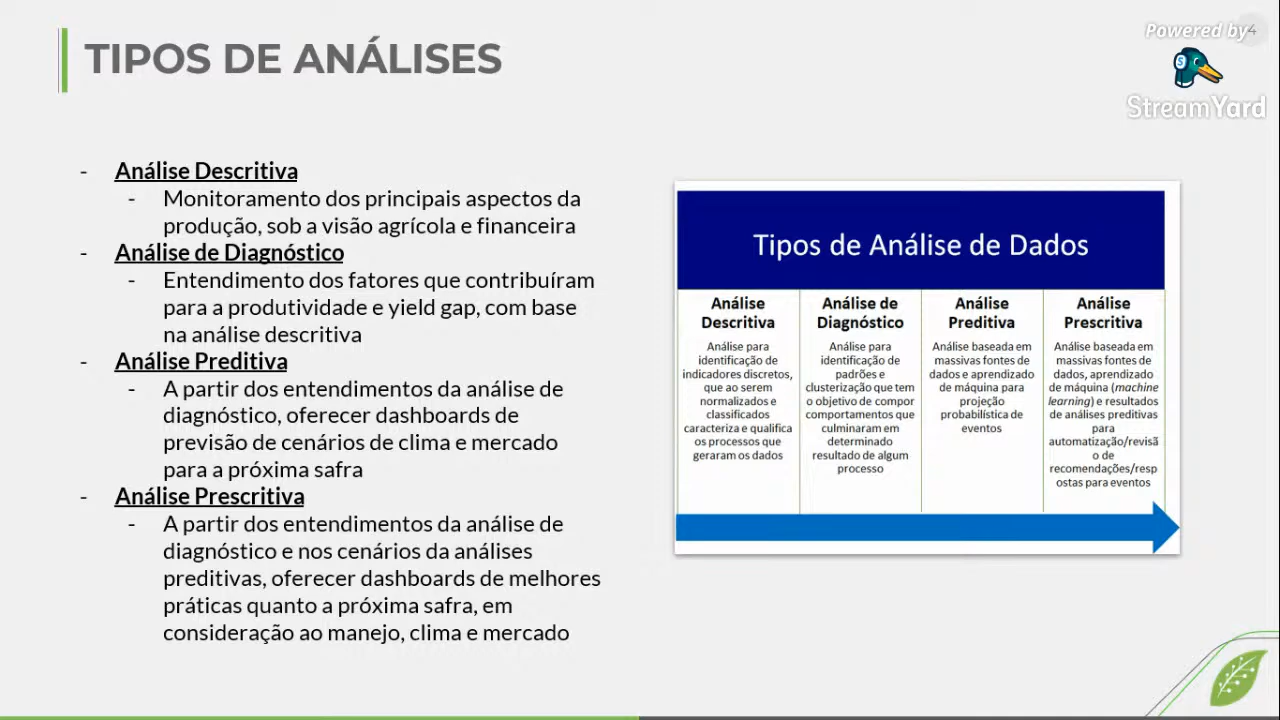 TIPOS DE ANÁLISES
Powered by
4
StreamYard
- Análise Descritiva
- Monitoramento dos principais aspectos da
produção, sob a visão agrícola e financeira
- Análise de Diagnóstico
- Entendimento dos fatores que contribuíram
para a produtividade e yield gap, com base
na análise descritiva
- Análise Preditiva
- A partir dos entendimentos da análise de
diagnóstico, oferecer dashboards de
previsão de cenários de clima e mercado
para a próxima safra
- Análise Prescritiva
- A partir dos entendimentos da análise de
diagnóstico e nos cenários da análises
preditivas, oferecer dashboards de melhores
práticas quanto a próxima safra, em
consideração ao manejo, clima e mercado
Tipos de Análise de Dados
Análise
Descritiva
Análise para
identificação de
indicadores discretos,
que ao serem
normalizados e
classificados
caracteriza e qualifica
os processos que
geraram os dados
Análise de
Diagnóstico
Análise para
identificação de
padrões e
clusterização que tem
o objetivo de compor
comportamentos que
culminaram em
determinado
resultado de algum
processo
Análise
Preditiva
Análise baseada em
massivas fontes de
dados e aprendizado
de máquina para
projeção
probabilística de
eventos
Análise
Prescritiva
Análise baseada em
massivas fontes de
dados, aprendizado
de máquina (machine
learning) e resultados
de análises preditivas
para
automatização/revisã
o de
recomendações/resp
ostas para eventos